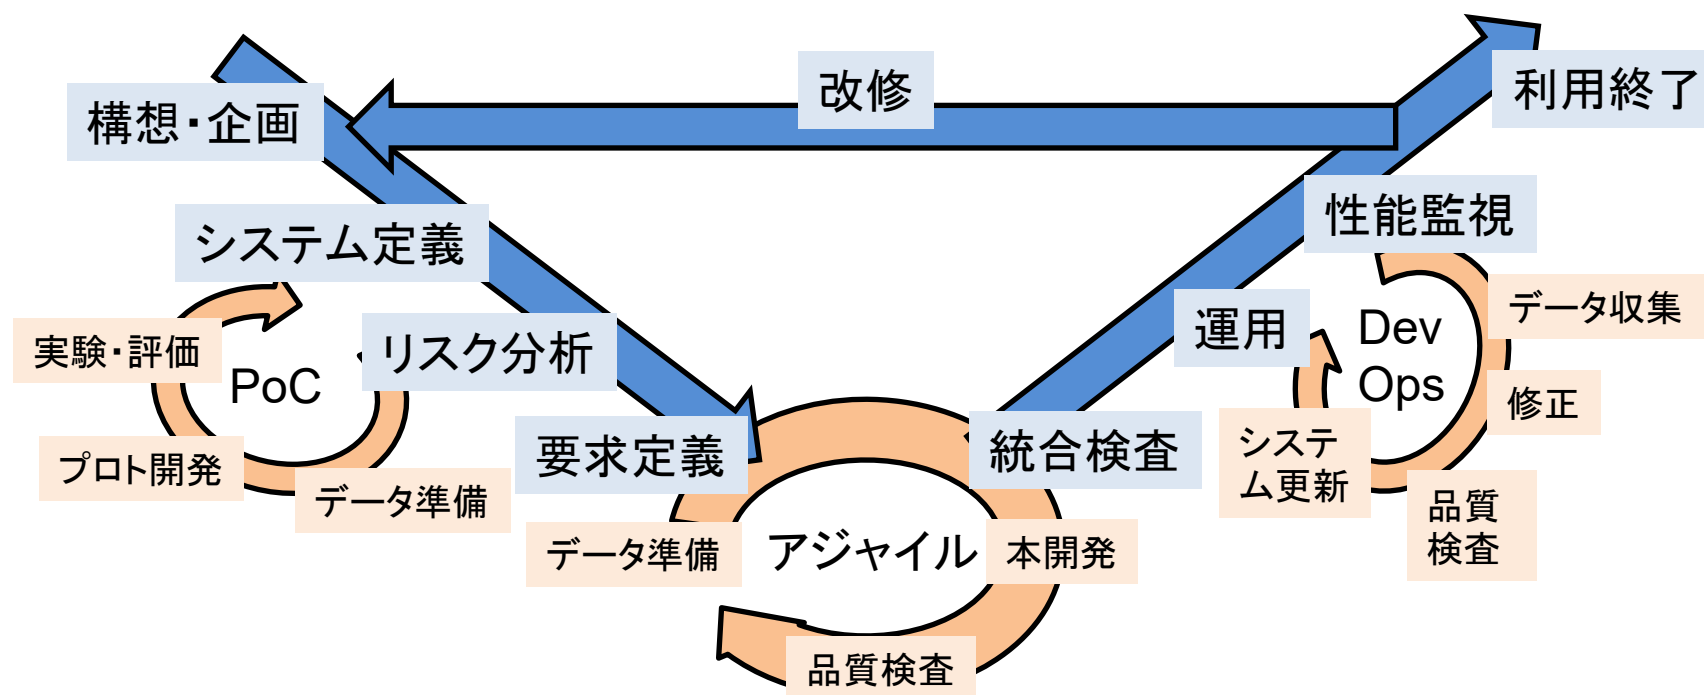 構想・企画
改修
利用終了
システム定義
性能監視
リスク分析
運用
Dev
Ops
データ収集
実験・評価
PoC
修正
プロト開発
データ準備
要求定義
統合検査
システ
ム更新
品質
検査
データ準備
アジャイル
本開発
品質検査